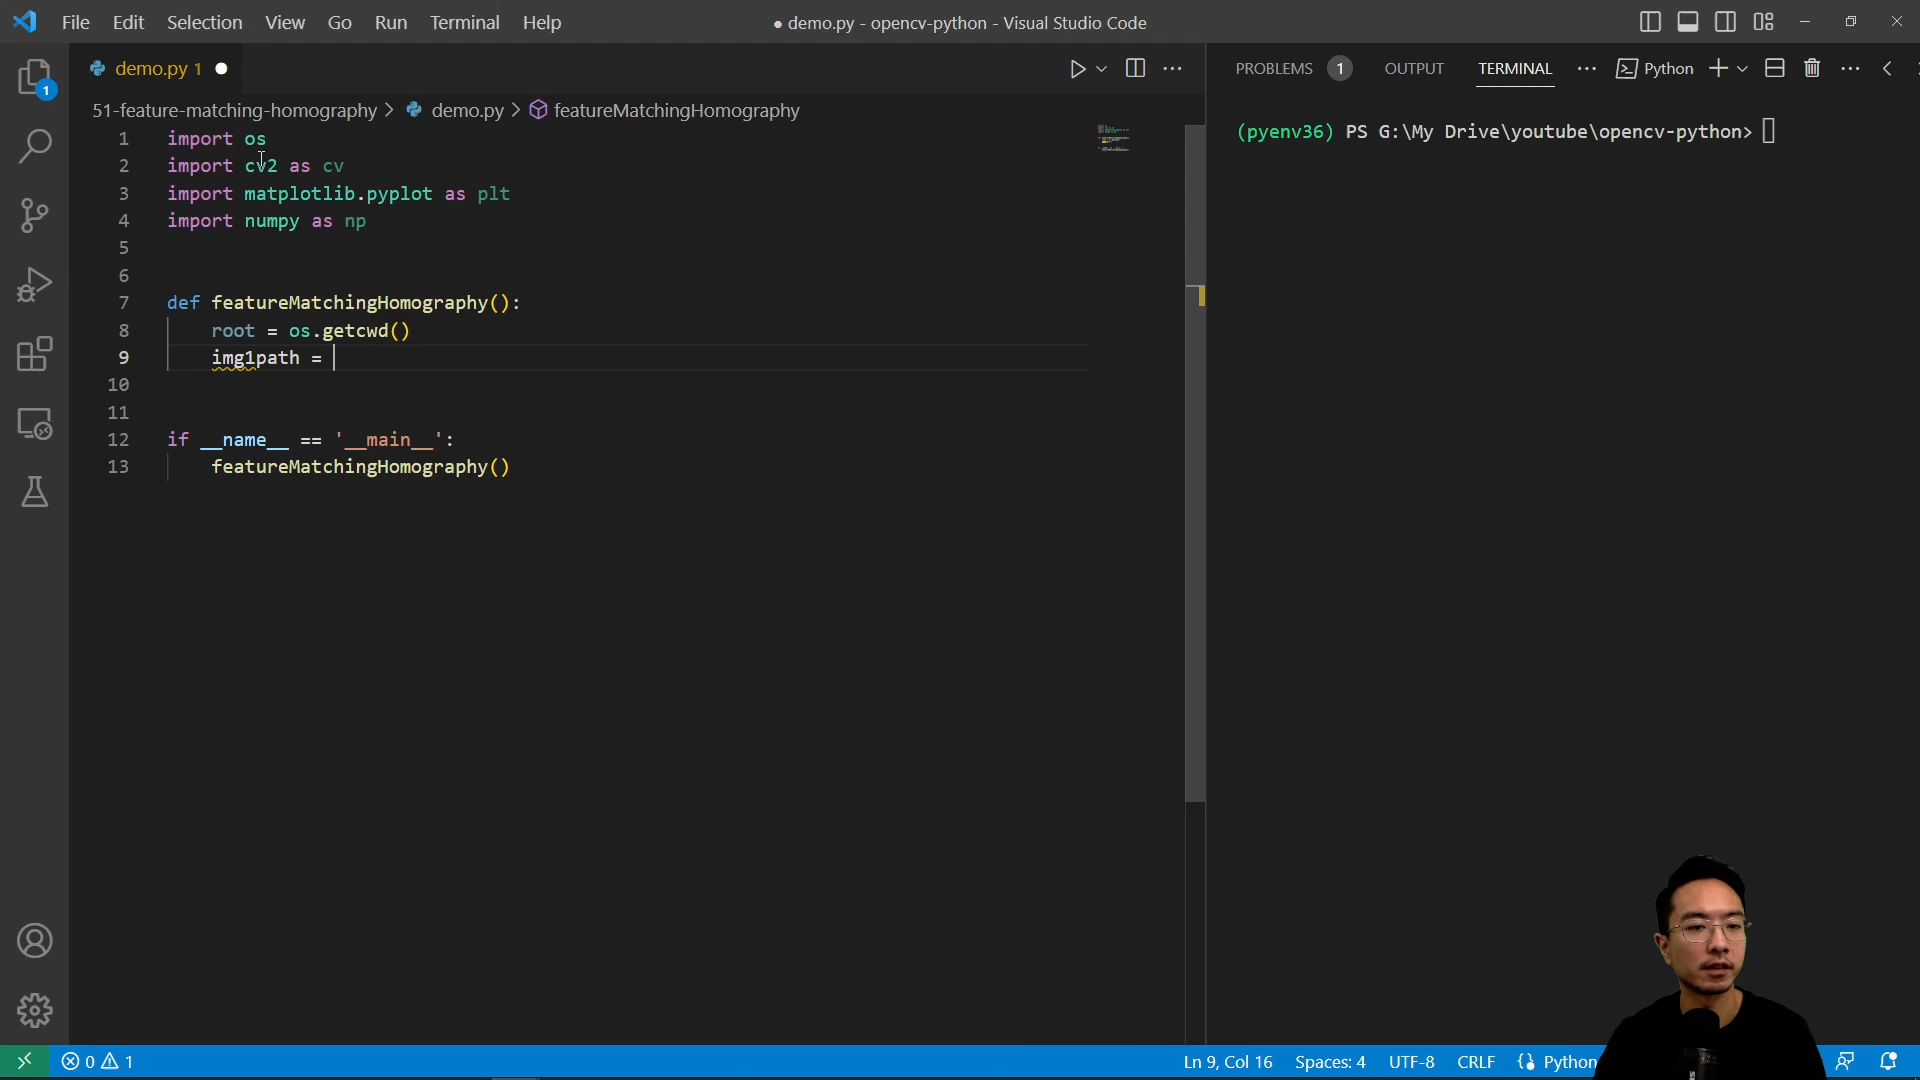 File Edit Selection View Go Run Terminal Help
● demo.py - opencv-python - Visual Studio Code
demo.py 1 ●
PROBLEMS 1 OUTPUT TERMINAL ··· Python
51-feature-matching-homography > demo.py > featureMatchingHomography
1 import os
2 import cv2 as cv
3 import matplotlib.pyplot as plt
4 import numpy as np
5
6
7 def featureMatchingHomography():
8 root = os.getcwd()
9 img1path =
10
11
12 if __name__ == '__main__':
13 featureMatchingHomography()
(pyenv36) PS G:\My Drive\youtube\opencv-python>
1
0 1 Ln 9, Col 16 Spaces: 4 UTF-8 CRLF Python